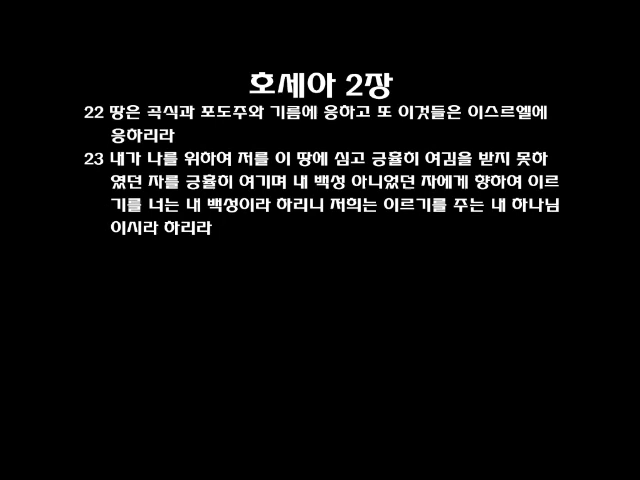 호세아 2장
22 땅은 곡식과 포도주와 기름에 응하고 또 이것들은 이스르엘에
응하리라
23 내가 나를 위하여 저를 이 땅에 심고 긍휼히 여김을 받지 못하
였던 자를 긍휼히 여기며 내 백성 아니었던 자에게 향하여 이르
기를 너는 내 백성이라 하리니 저희는 이르기를 주는 내 하나님
이시라 하리라